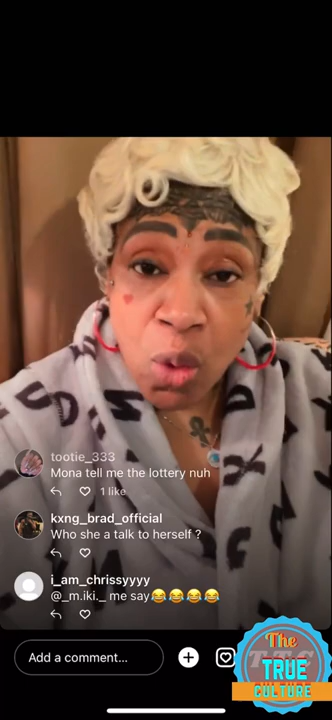 tootie_333
Mona tell me the lottery nuh
1 like
kxng_brad_official
Who she a talk to herself ?
i_am_chrissyyyy
@_m.iki._ me say😂😂😂😂
Add a comment...
The
TRUE
CULTURE